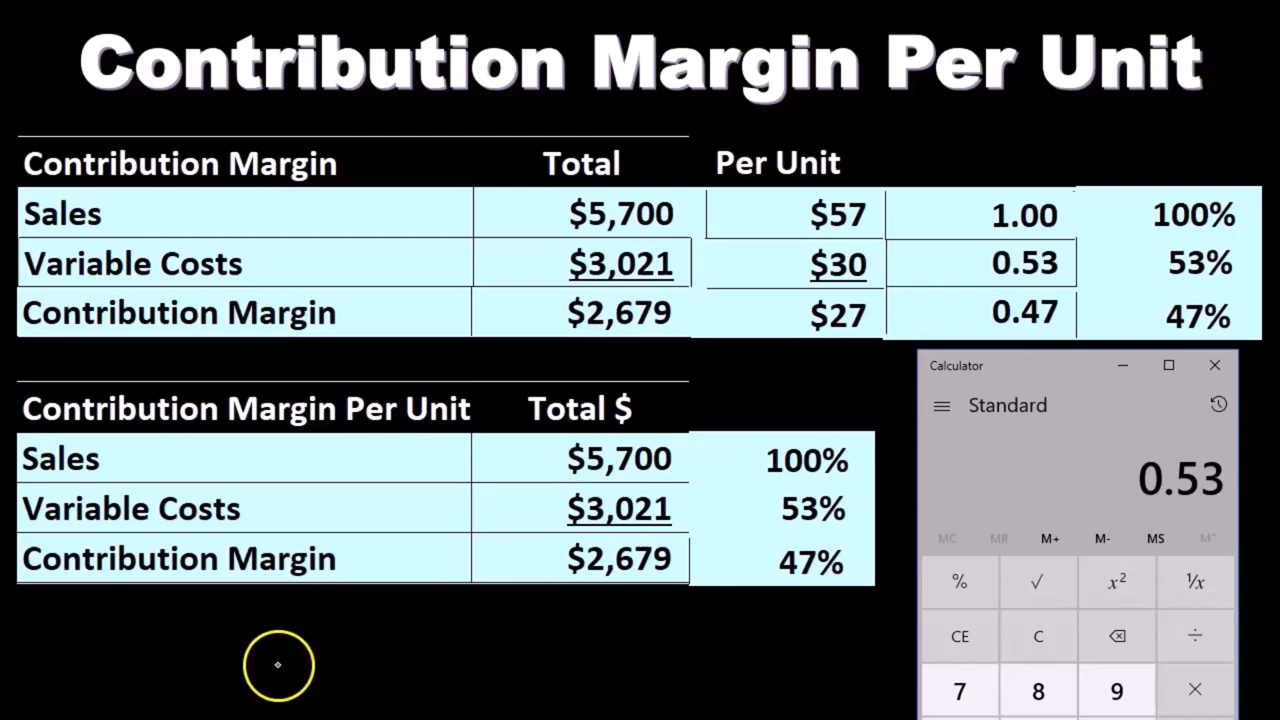 Contribution Margin Per Unit
Contribution Margin Total Per Unit
Sales $5,700 $57 1.00 100%
Variable Costs $3,021 $30 0.53 53%
Contribution Margin $2,679 $27 0.47 47%
Contribution Margin Per Unit Total $
Sales $5,700 100%
Variable Costs $3,021 53%
Contribution Margin $2,679 47%
Calculator
Standard
0.53
MC MR M+ M- MS M˅
% √ x² ¹/x
CE C ÷
7 8 9 ×